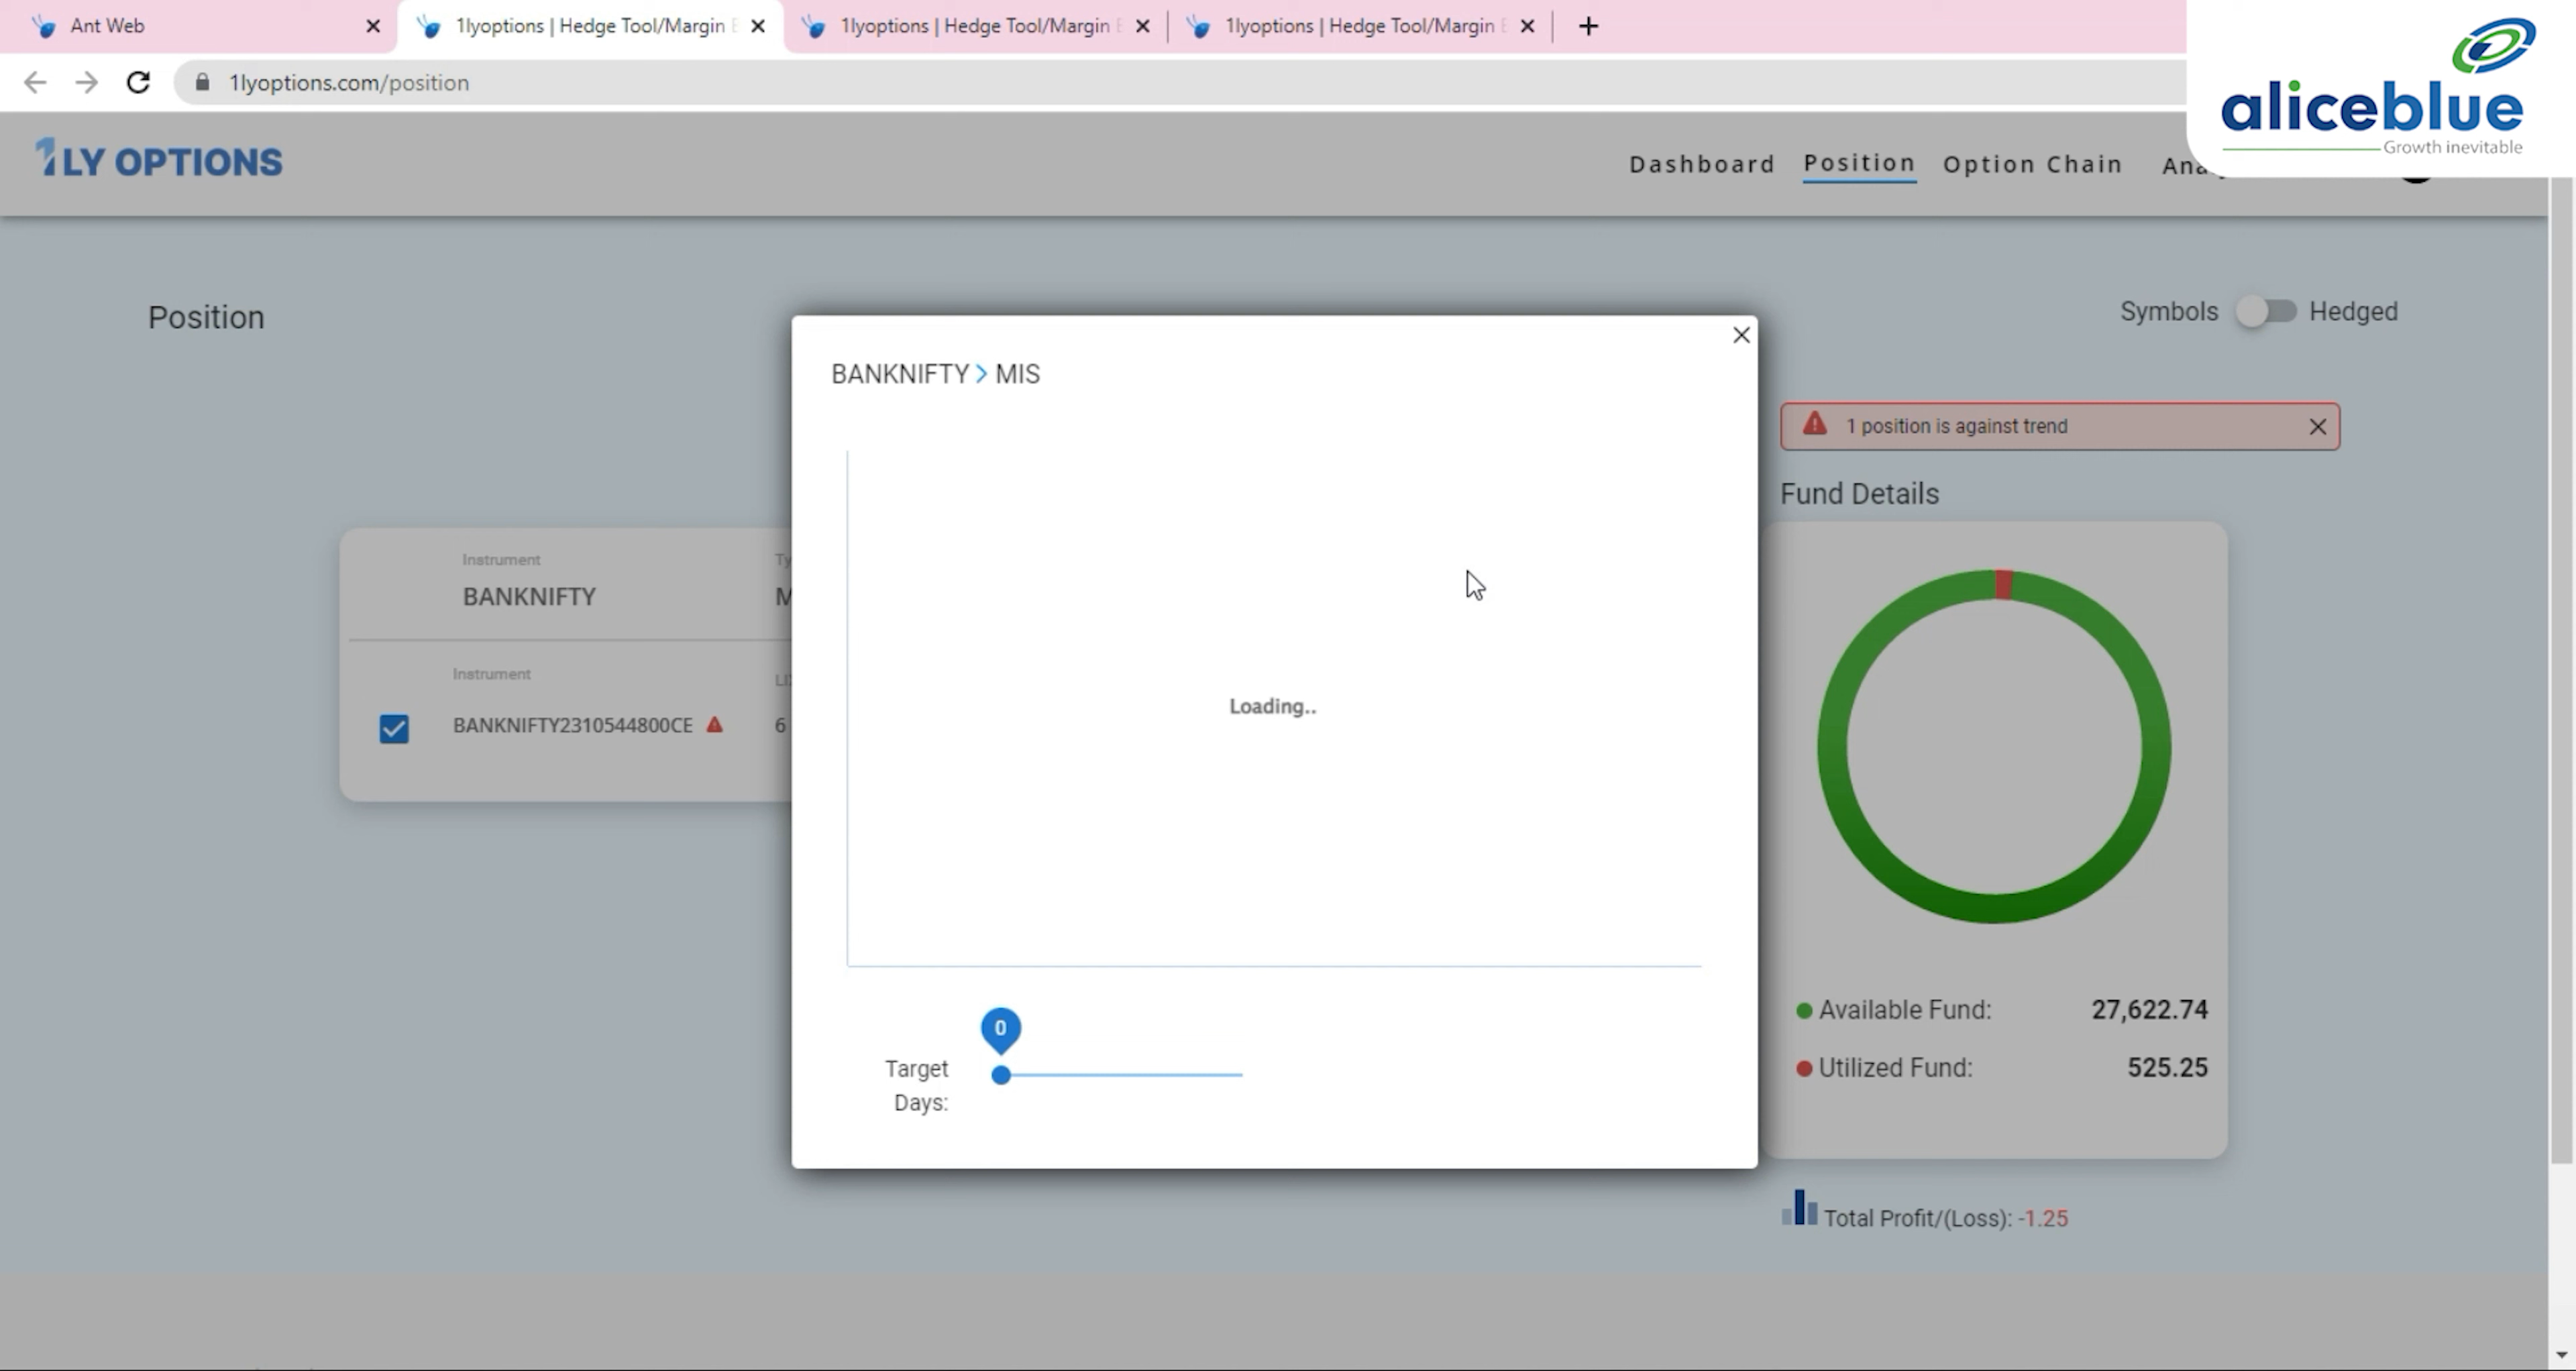 Ant Web
1lyoptions | Hedge Tool/Margin
1lyoptions | Hedge Tool/Margin
1lyoptions | Hedge Tool/Margin
1lyoptions.com/position
aliceblue
Growth inevitable
1LY OPTIONS
Dashboard Position Option Chain
Position
Symbols Hedged
BANKNIFTY > MIS
1 position is against trend
Fund Details
Instrument
BANKNIFTY
Instrument
BANKNIFTY2310544800CE 6
Loading..
Available Fund: 27,622.74
Utilized Fund: 525.25
0
Target
Days:
Total Profit/(Loss): -1.25